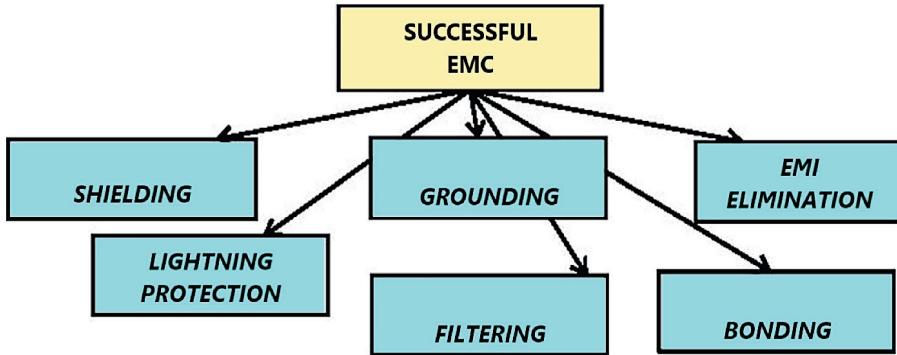 SUCCESSFUL
EMC
SHIELDING
GROUNDING
EMI
ELIMINATION
LIGHTNING
PROTECTION
FILTERING
BONDING